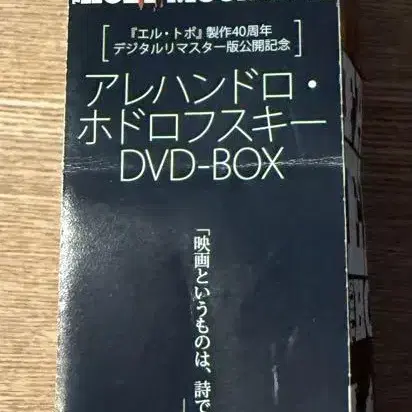 『エル・トポ』製作40周年
デジタルリマスター版公開記念
アレハンドロ・
ホドロフスキー
DVD-BOX
「映画というものは、詩で